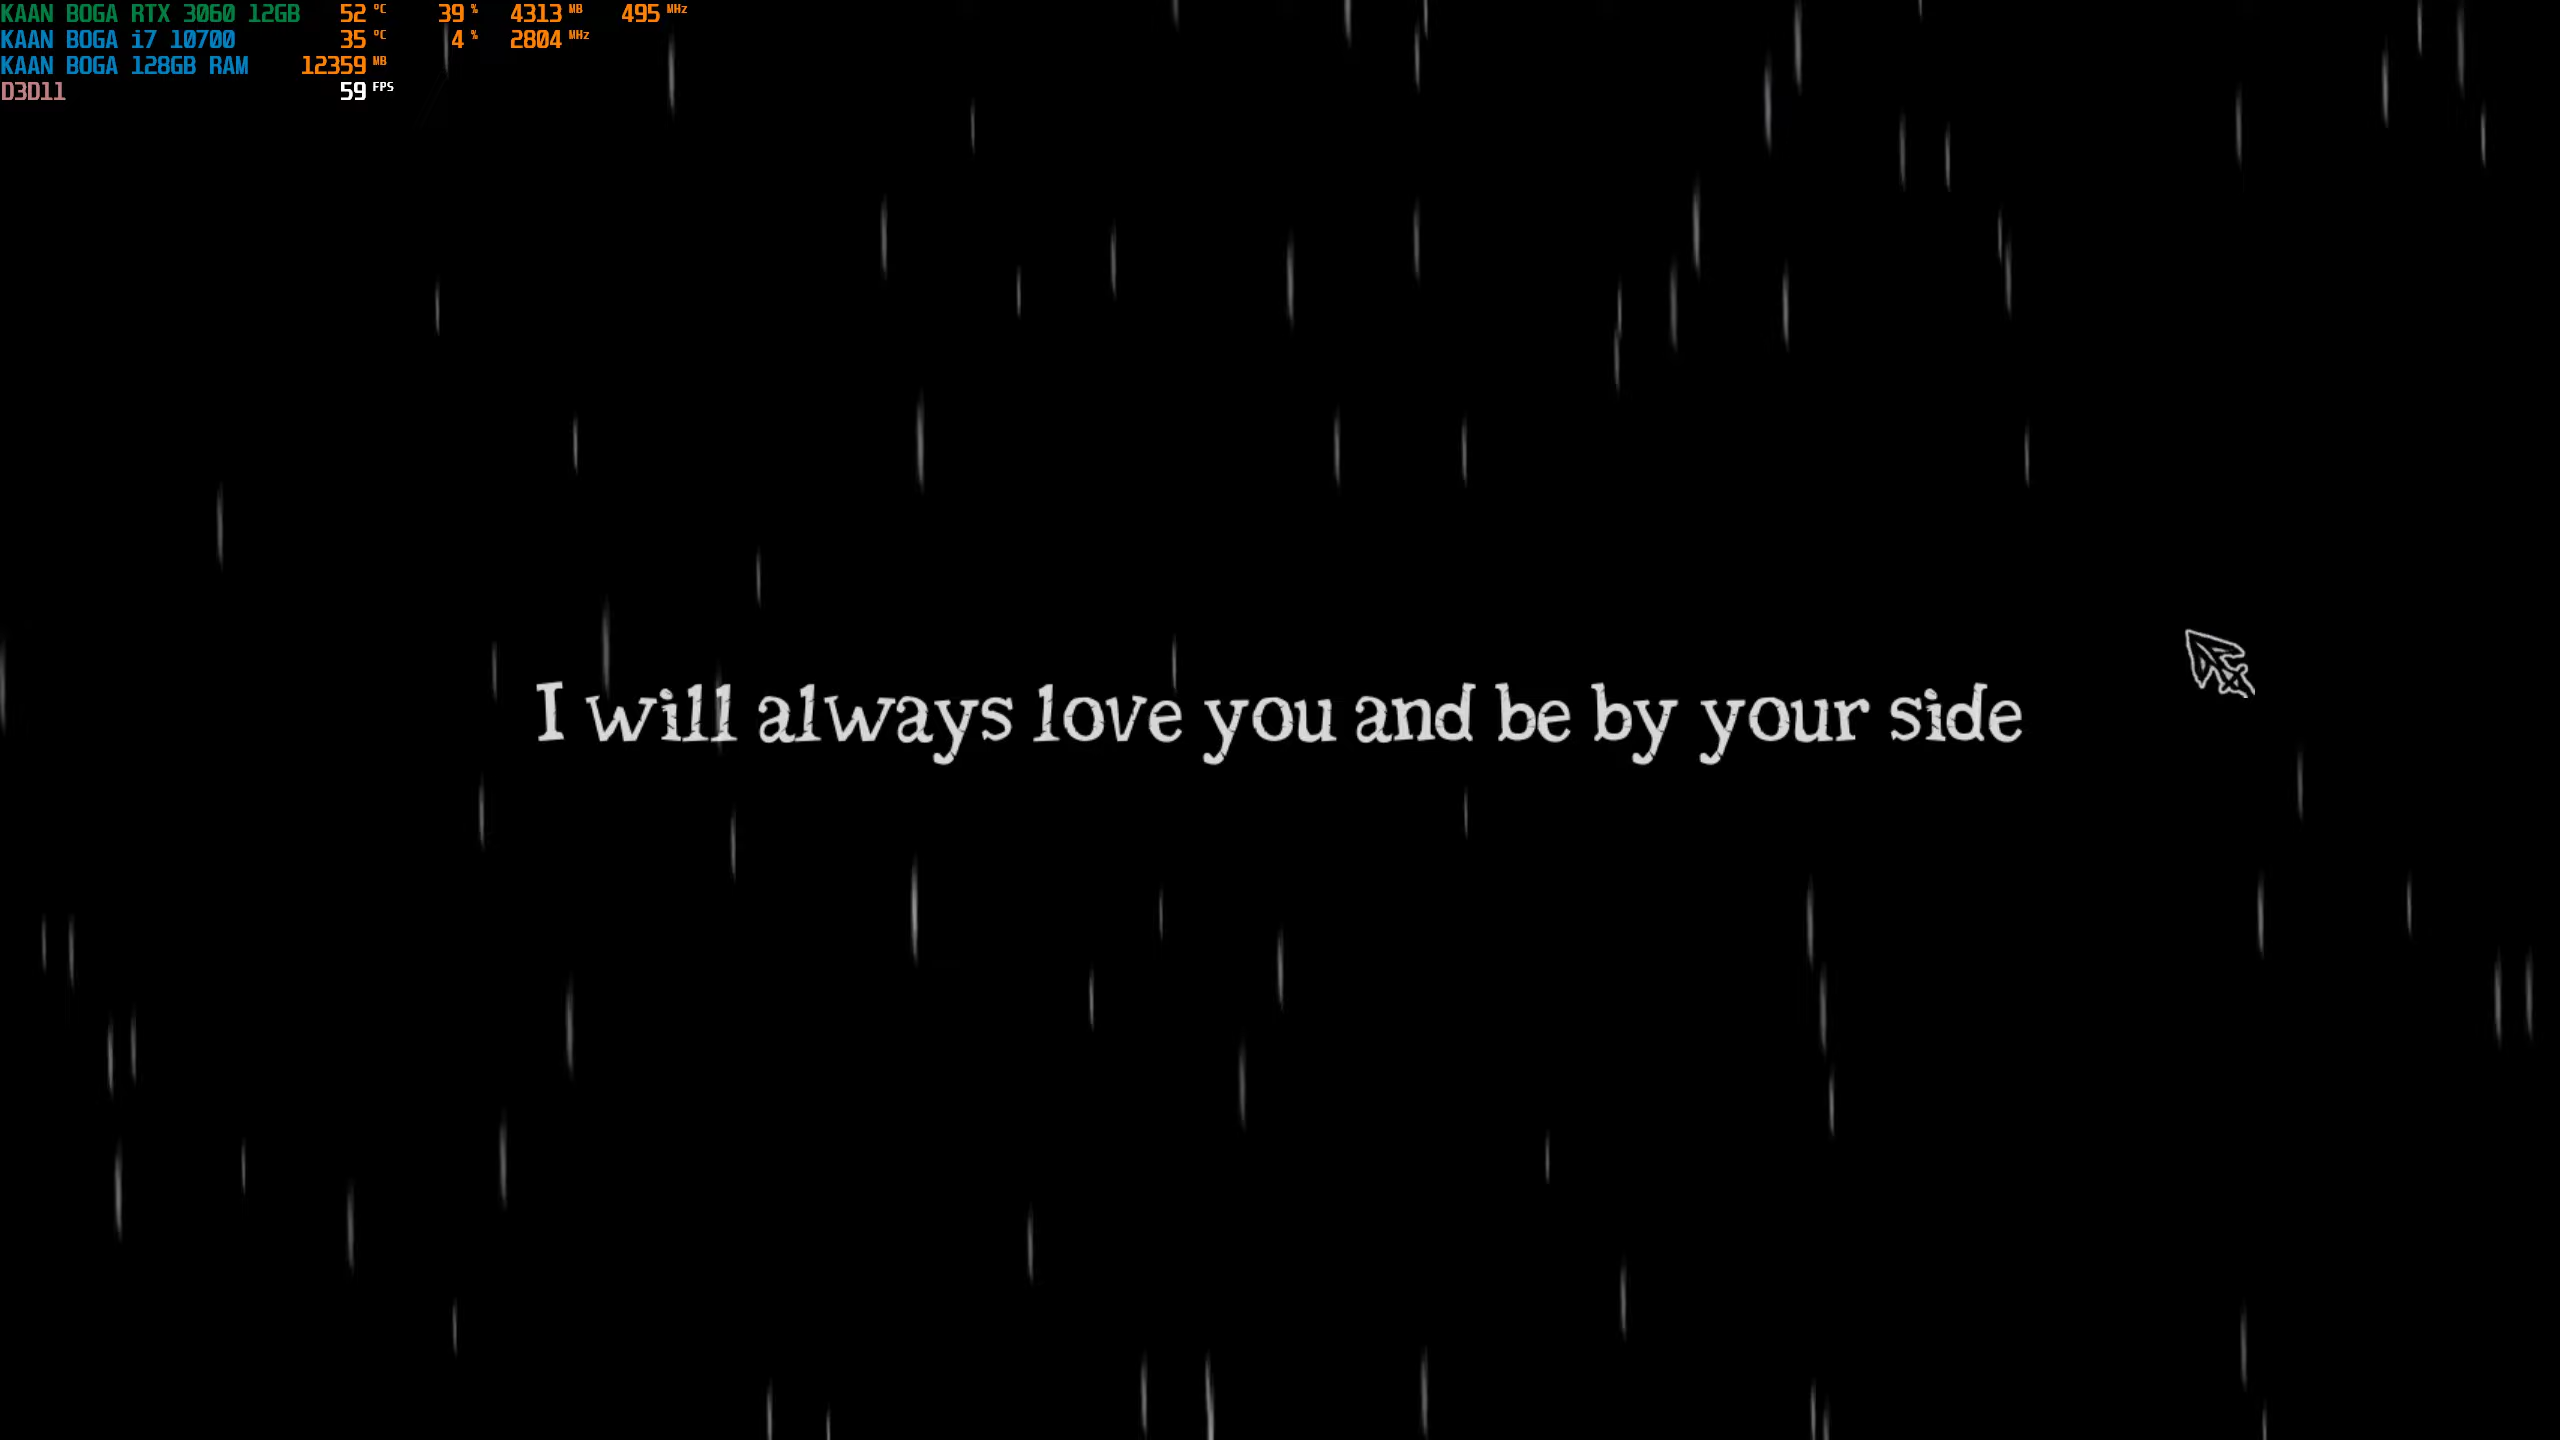 KAAN BOGA RTX 3060 12GB 52 °C 39 % 4313 MB 495 MHz
KAAN BOGA i7 10700 35 °C 4 % 2804 MHz
KAAN BOGA 128GB RAM 12359 MB
D3D11 59 FPS
I will always love you and be by your side